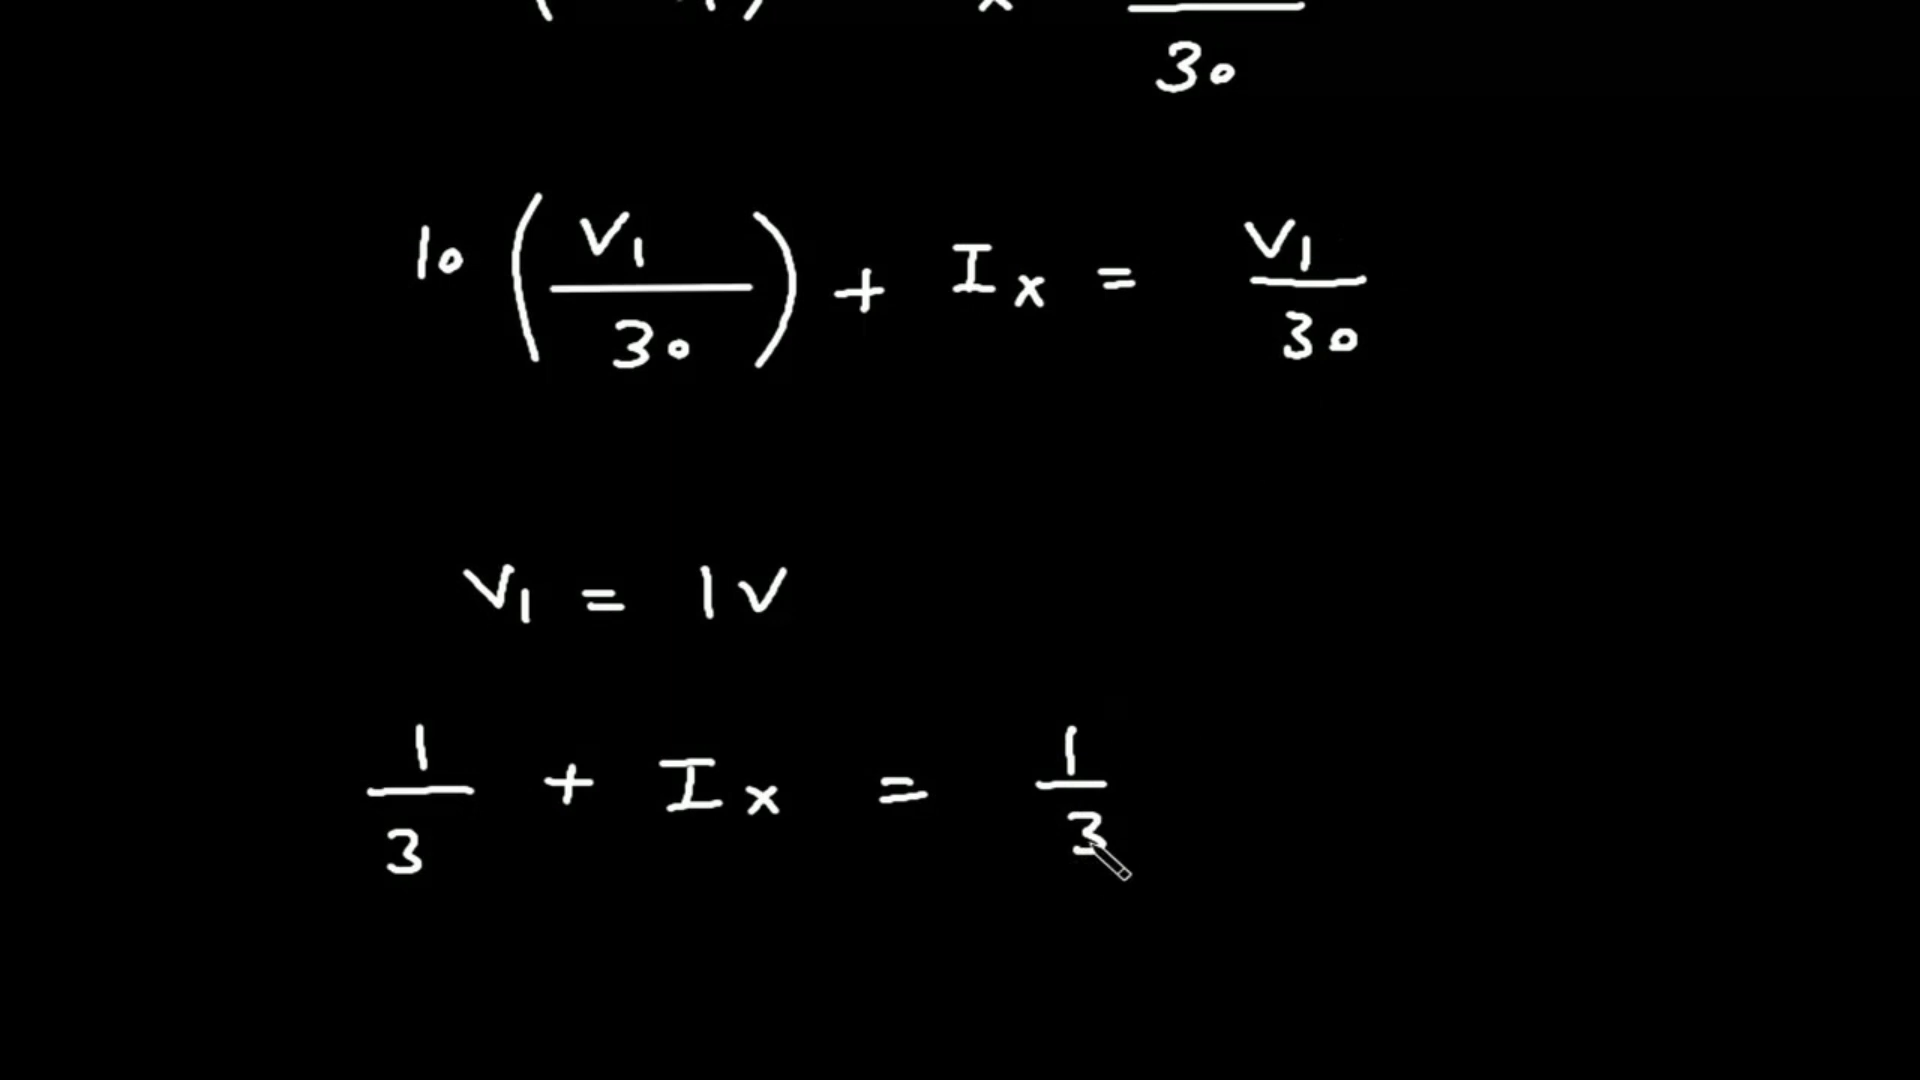 30
10 ( V1 / 30 ) + Ix = V1 / 30
V1 = 1V
1 / 3 + Ix = 1 / 3